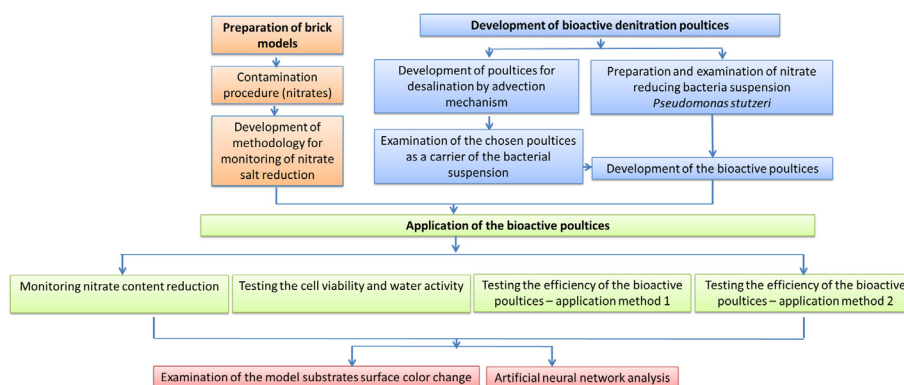 Preparation of brick
models
Contamination
procedure (nitrates)
Development of
methodology for
monitoring of nitrate
salt reduction
Development of bioactive denitration poultices
Development of poultices for
desalination by advection
mechanism
Preparation and examination of nitrate
reducing bacteria suspension
Pseudomonas stutzeri
Examination of the chosen poultices
as a carrier of the bacterial
suspension
Development of the bioactive poultices
Application of the bioactive poultices
Monitoring nitrate content reduction
Testing the cell viability and water activity
Testing the efficiency of the bioactive
poultices – application method 1
Testing the efficiency of the bioactive
poultices – application method 2
Examination of the model substrates surface color change
Artificial neural network analysis